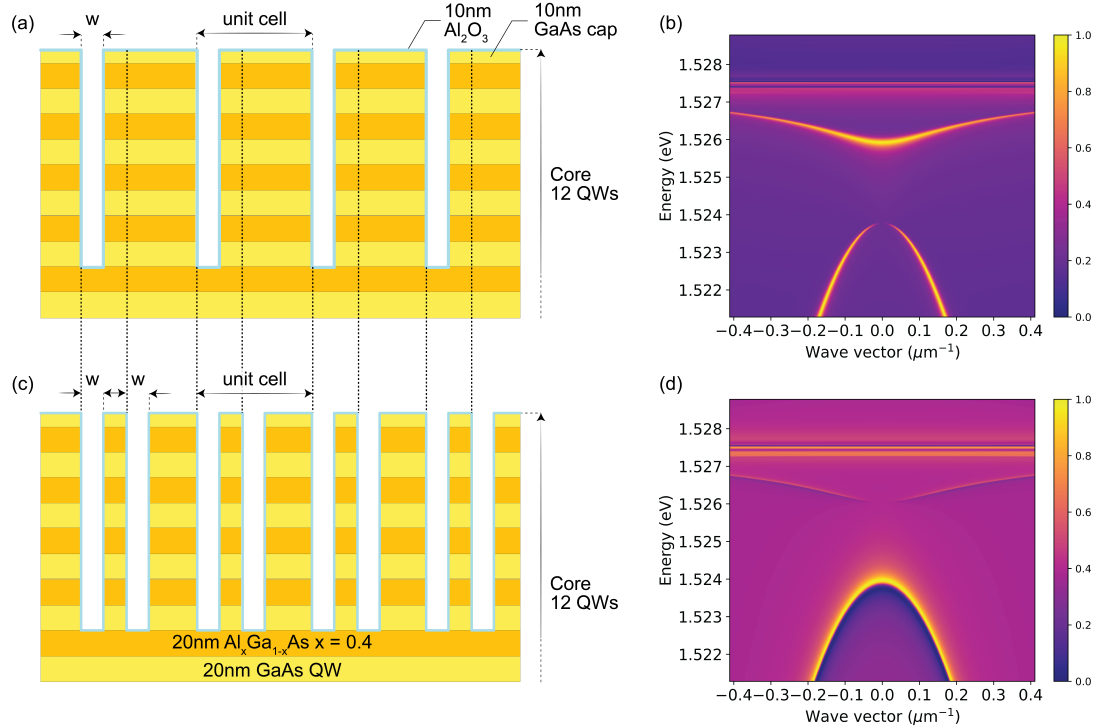 (a)
w
unit cell
10nm
Al₂O₃
10nm
GaAs cap
Core
12 QWs
(b)
1.528
1.527
1.526
1.525
1.524
1.523
1.522
Energy (eV)
−0.4 −0.3 −0.2 −0.1 0.0 0.1 0.2 0.3 0.4
Wave vector (μm⁻¹)
1.0
0.8
0.6
0.4
0.2
0.0
(c)
w w
unit cell
Core
12 QWs
20nm AlₓGa₁₋ₓAs x = 0.4
20nm GaAs QW
(d)
1.528
1.527
1.526
1.525
1.524
1.523
1.522
Energy (eV)
−0.4 −0.3 −0.2 −0.1 0.0 0.1 0.2 0.3 0.4
Wave vector (μm⁻¹)
1.0
0.8
0.6
0.4
0.2
0.0